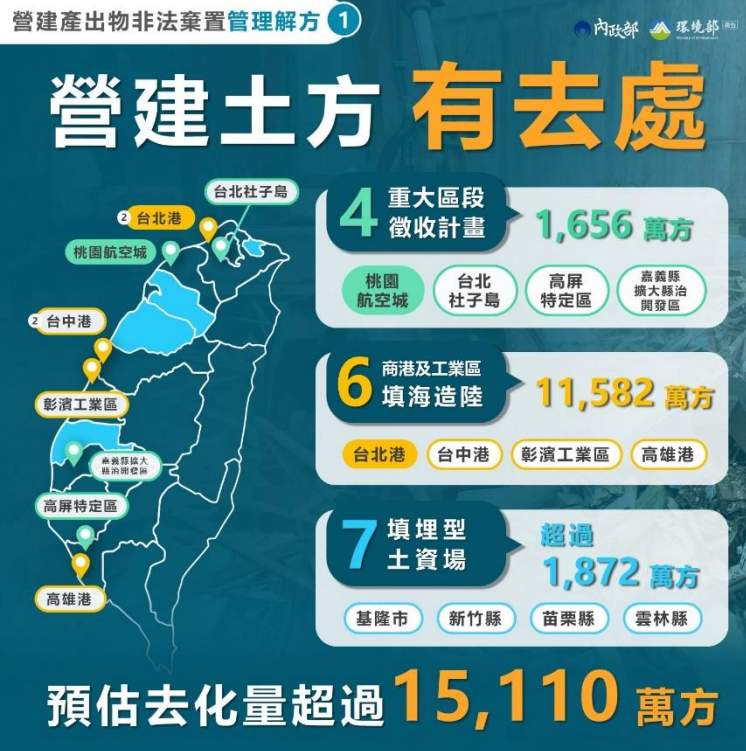 營建產出物非法棄置管理解方 1
內政部 環境部 廣告
Ministry of Environment
營建土方 有去處
台北社子島
2 台北港
桃園航空城
2 台中港
彰濱工業區
嘉義縣擴大
縣治開發區
高屏特定區
高雄港
4 重大區段
徵收計畫
1,656 萬方
桃園
航空城
台北
社子島
高屏
特定區
嘉義縣
擴大縣治
開發區
6 商港及工業區
填海造陸
11,582 萬方
台北港 台中港 彰濱工業區 高雄港
7 填埋型
土資場
超過
1,872 萬方
基隆市 新竹縣 苗栗縣 雲林縣
預估去化量超過15,110 萬方